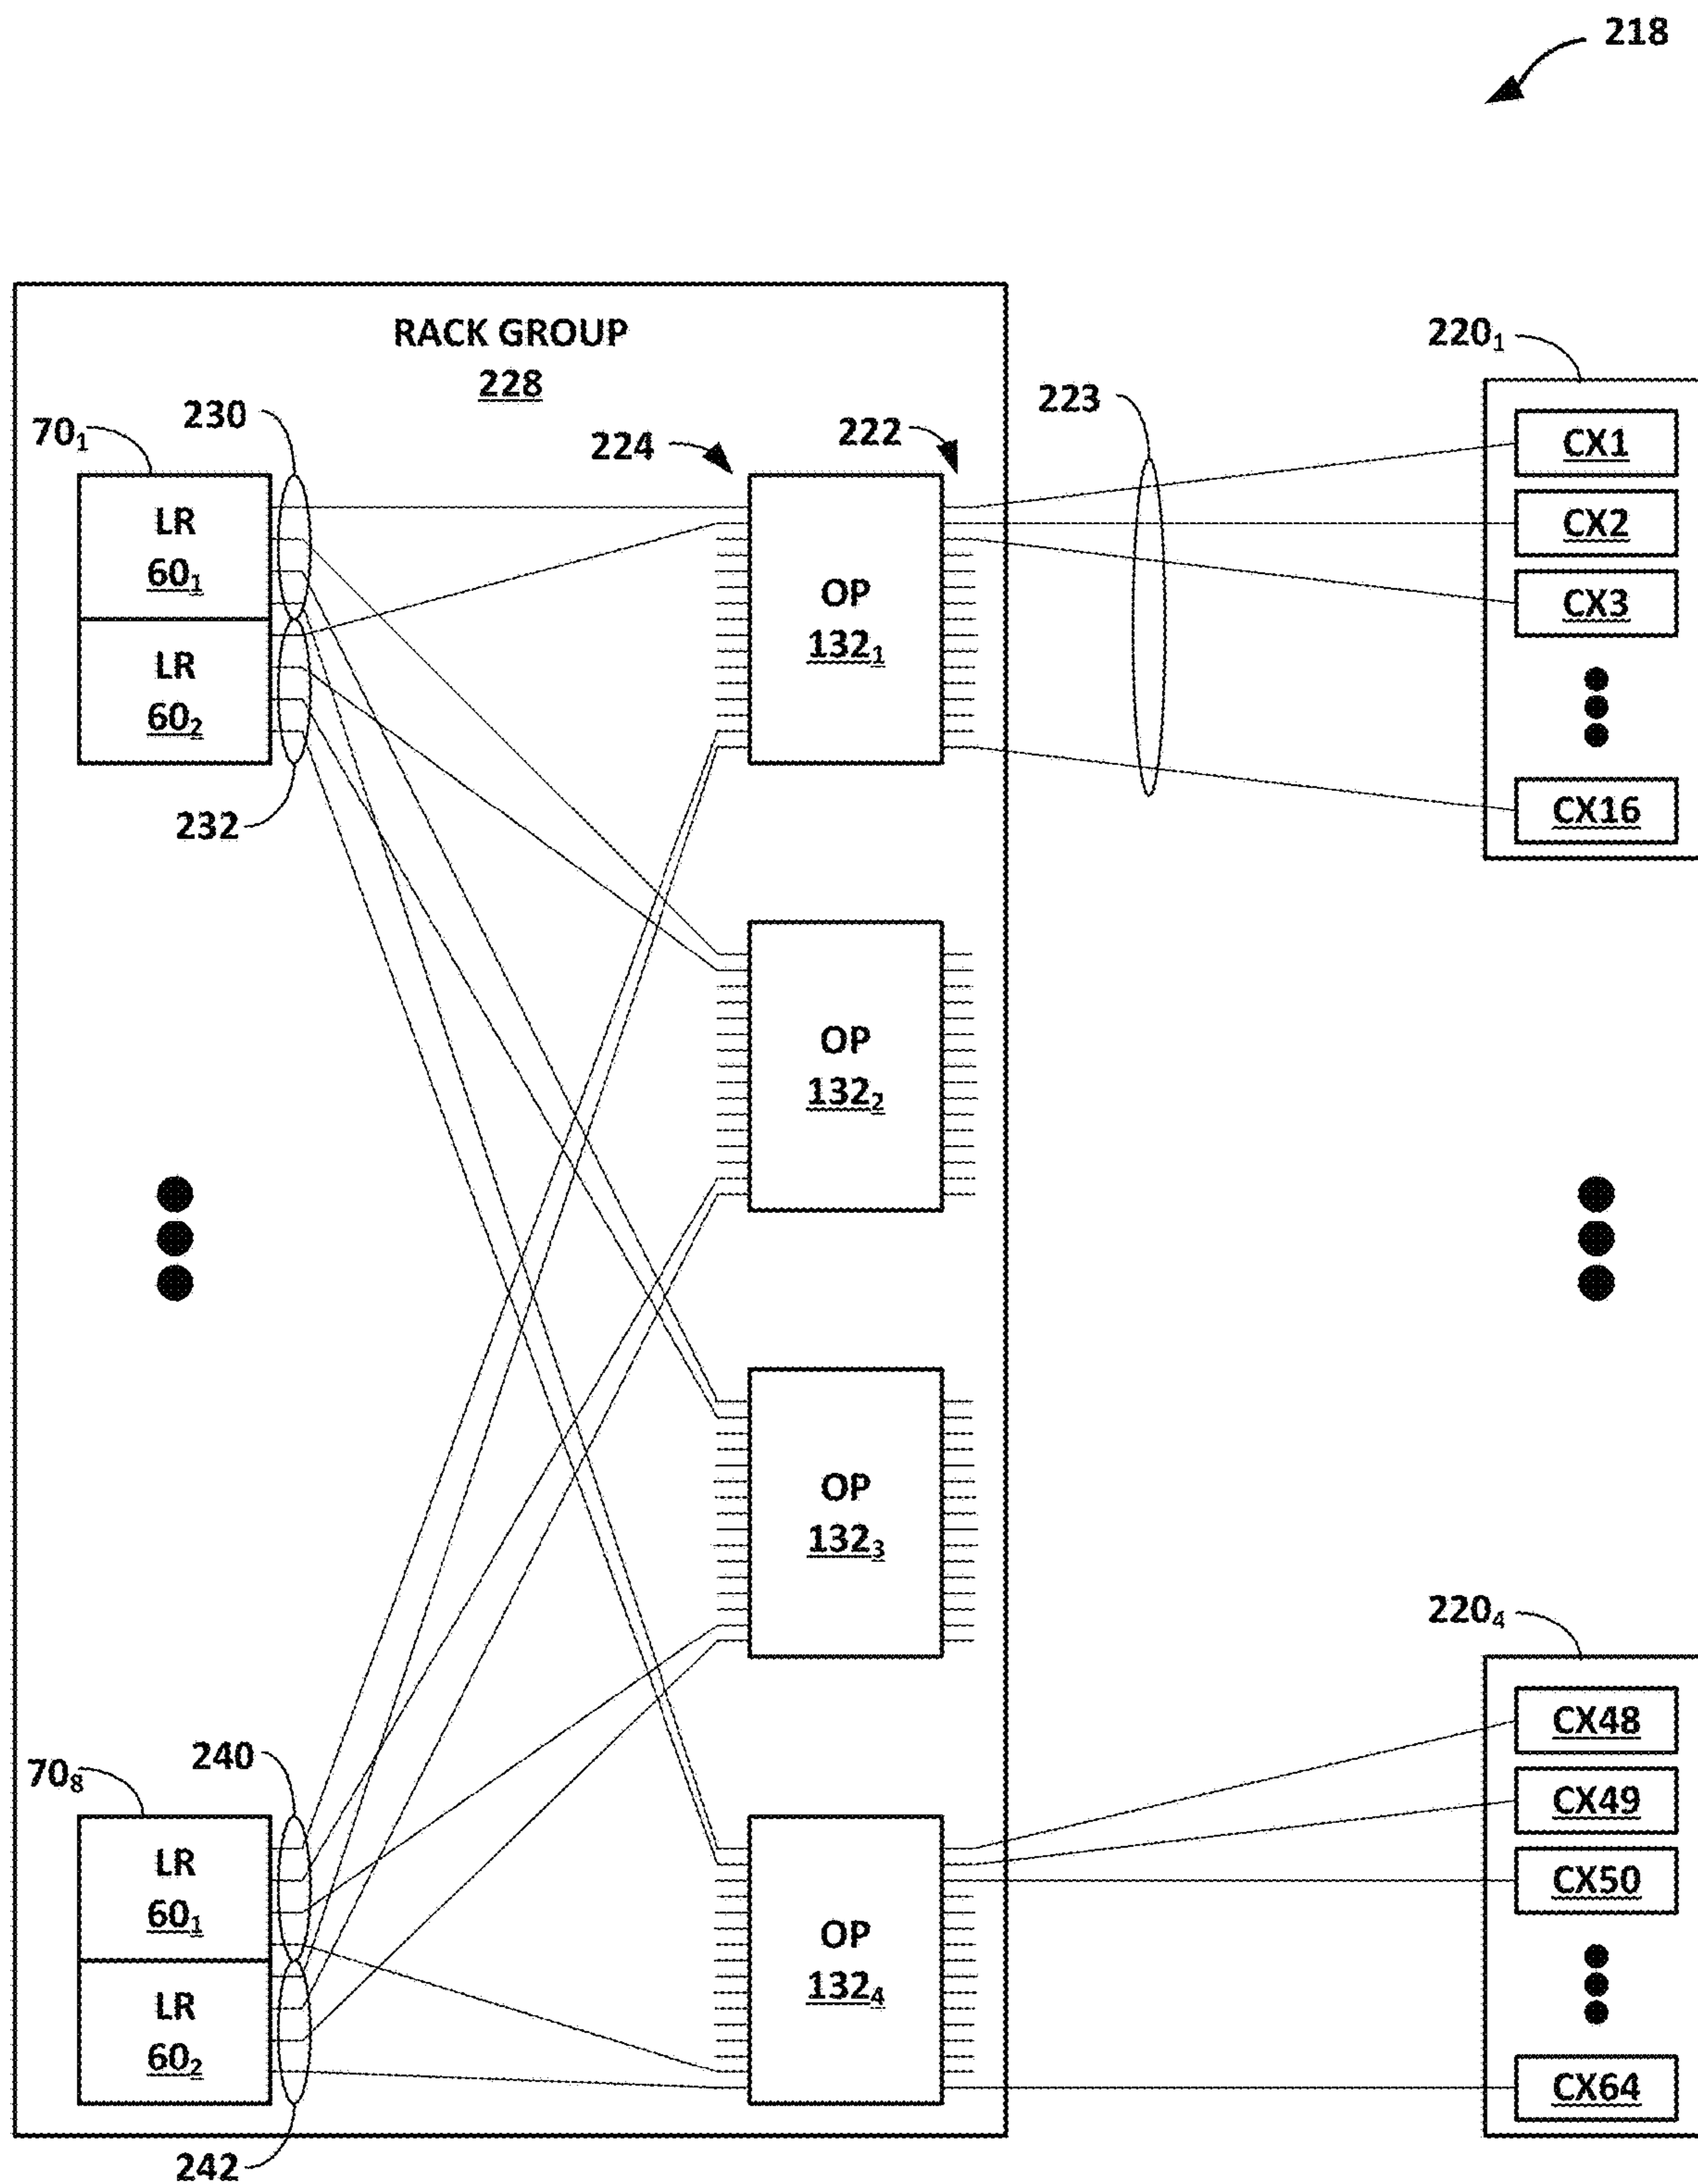 218
RACK GROUP
228
230
70₁
224
222
223
220₁
LR
60₁
LR
60₂
232
OP
132₁
CX1
CX2
CX3
CX16
OP
132₂
OP
132₃
220₄
240
70₈
LR
60₁
LR
60₂
242
OP
132₄
CX48
CX49
CX50
CX64